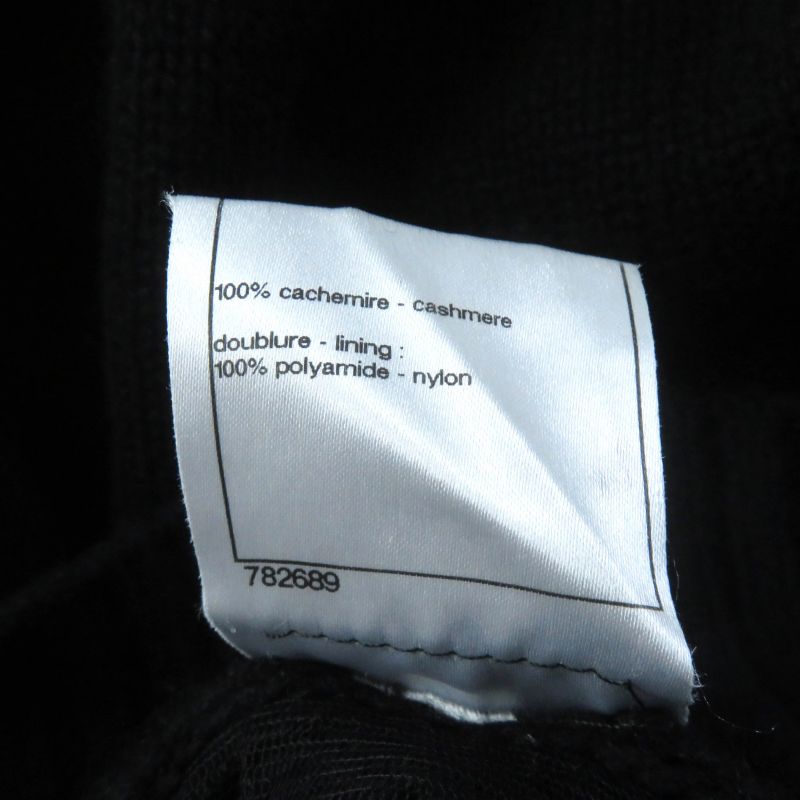 100% cachemire - cashmere
doublure - lining :
100% polyamide - nylon
782689